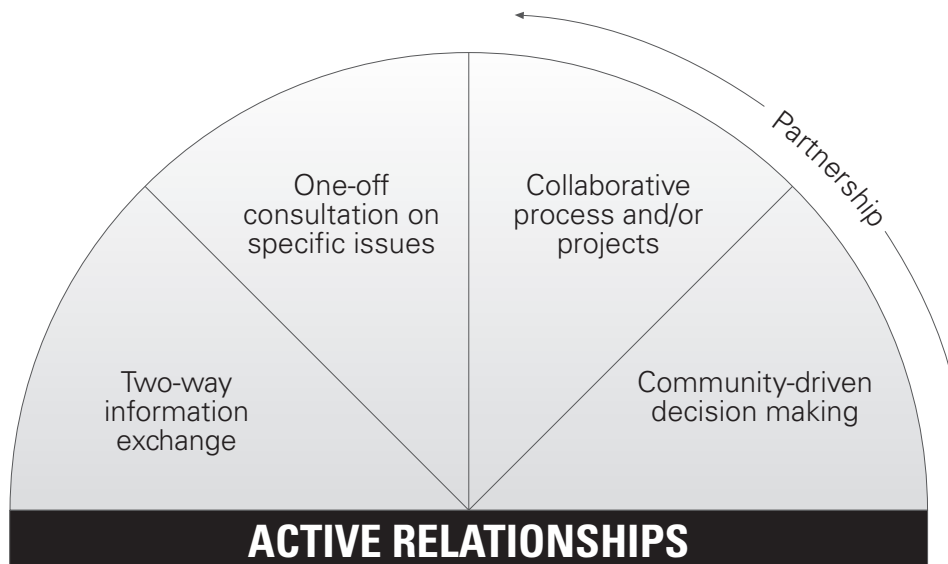 Partnership
One-off
consultation on
specific issues
Collaborative
process and/or
projects
Two-way
information
exchange
Community-driven
decision making
ACTIVE RELATIONSHIPS